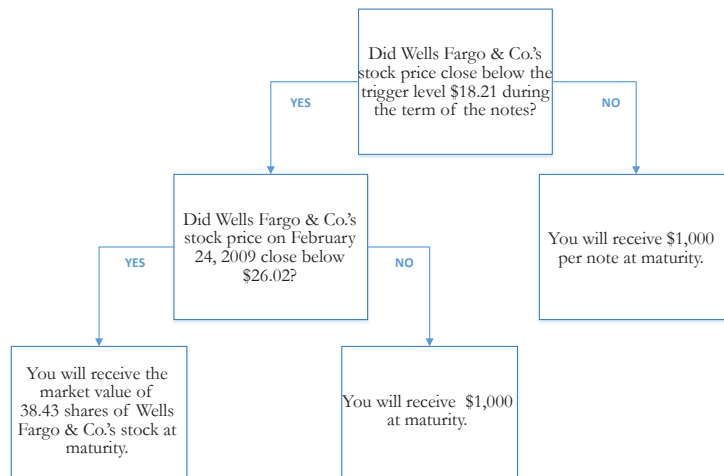 Did Wells Fargo & Co.'s
stock price close below the
trigger level $18.21 during
the term of the notes?
YES
NO
Did Wells Fargo & Co.'s
stock price on February
24, 2009 close below
$26.02?
You will receive $1,000
per note at maturity.
YES
NO
You will receive the
market value of
38.43 shares of Wells
Fargo & Co.'s stock at
maturity.
You will receive $1,000
at maturity.